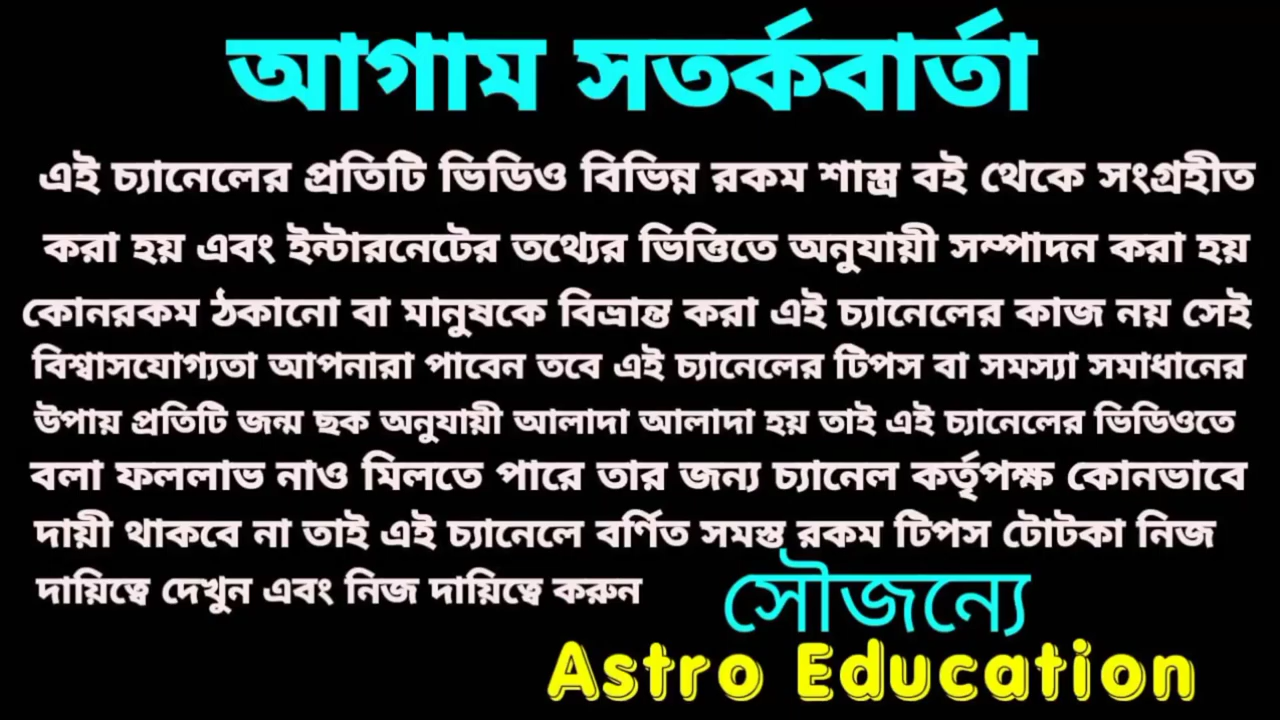 আগাম সতর্কবার্তা
এই চ্যানেলের প্রতিটি ভিডিও বিভিন্ন রকম শাস্ত্র বই থেকে সংগ্রহীত
করা হয় এবং ইন্টারনেটের তথ্যের ভিত্তিতে অনুযায়ী সম্পাদন করা হয়
কোনরকম ঠকানো বা মানুষকে বিভ্রান্ত করা এই চ্যানেলের কাজ নয় সেই
বিশ্বাসযোগ্যতা আপনারা পাবেন তবে এই চ্যানেলের টিপস বা সমস্যা সমাধানের
উপায় প্রতিটি জন্ম ছক অনুযায়ী আলাদা আলাদা হয় তাই এই চ্যানেলের ভিডিওতে
বলা ফললাভ নাও মিলতে পারে তার জন্য চ্যানেল কর্তৃপক্ষ কোনভাবে
দায়ী থাকবে না তাই এই চ্যানেলে বর্ণিত সমস্ত রকম টিপস টোটকা নিজ
দায়িত্বে দেখুন এবং নিজ দায়িত্বে করুন
সৌজন্যে
Astro Education